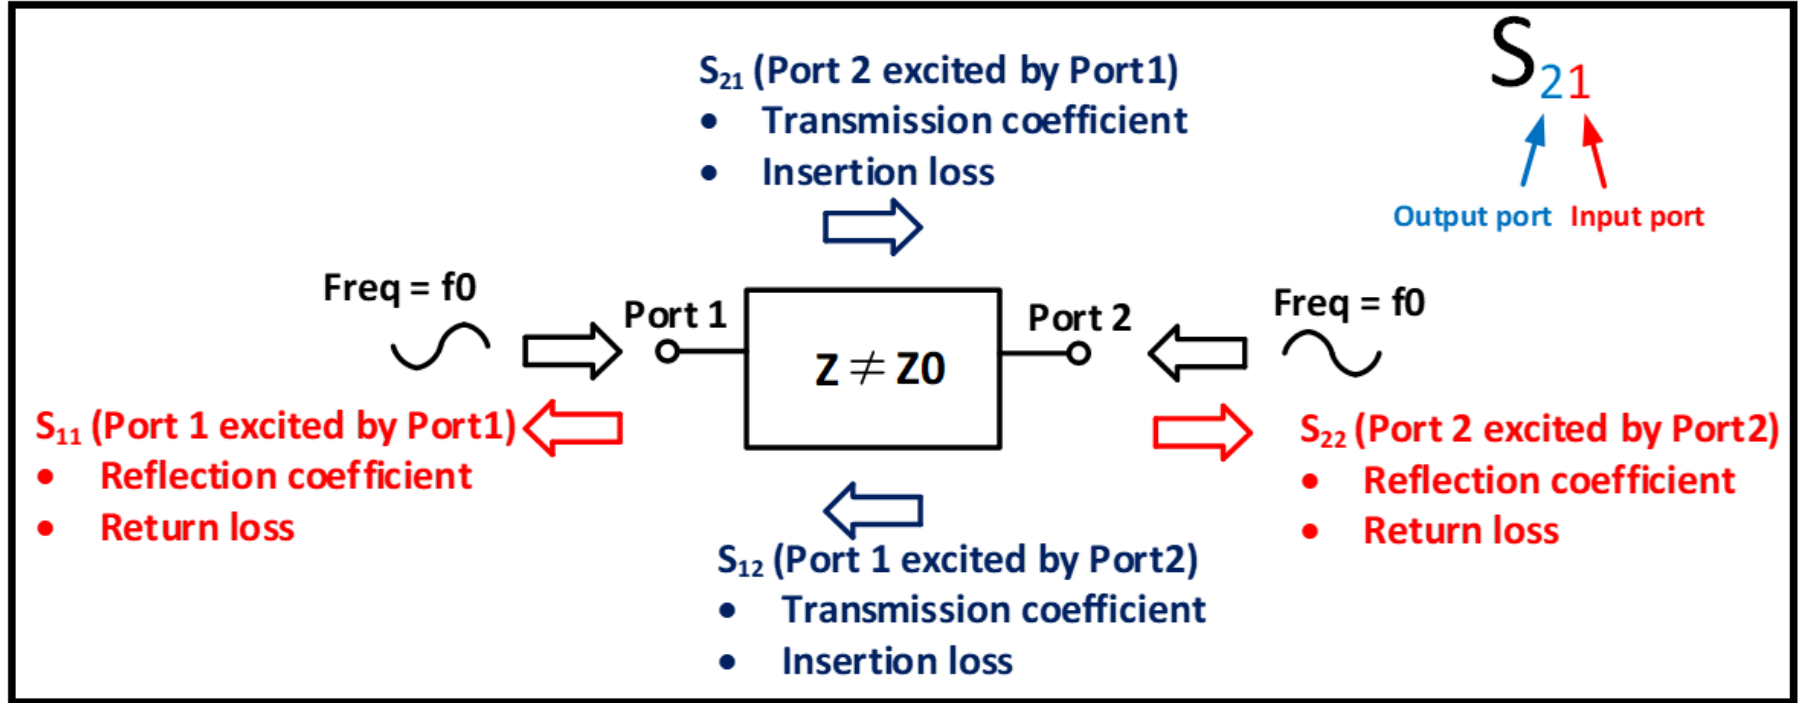 S21 (Port 2 excited by Port1)
• Transmission coefficient
• Insertion loss
S21
Output port Input port
Freq = f0
Port 1
Z ≠ Z0
Port 2
Freq = f0
S11 (Port 1 excited by Port1)
• Reflection coefficient
• Return loss
S22 (Port 2 excited by Port2)
• Reflection coefficient
• Return loss
S12 (Port 1 excited by Port2)
• Transmission coefficient
• Insertion loss